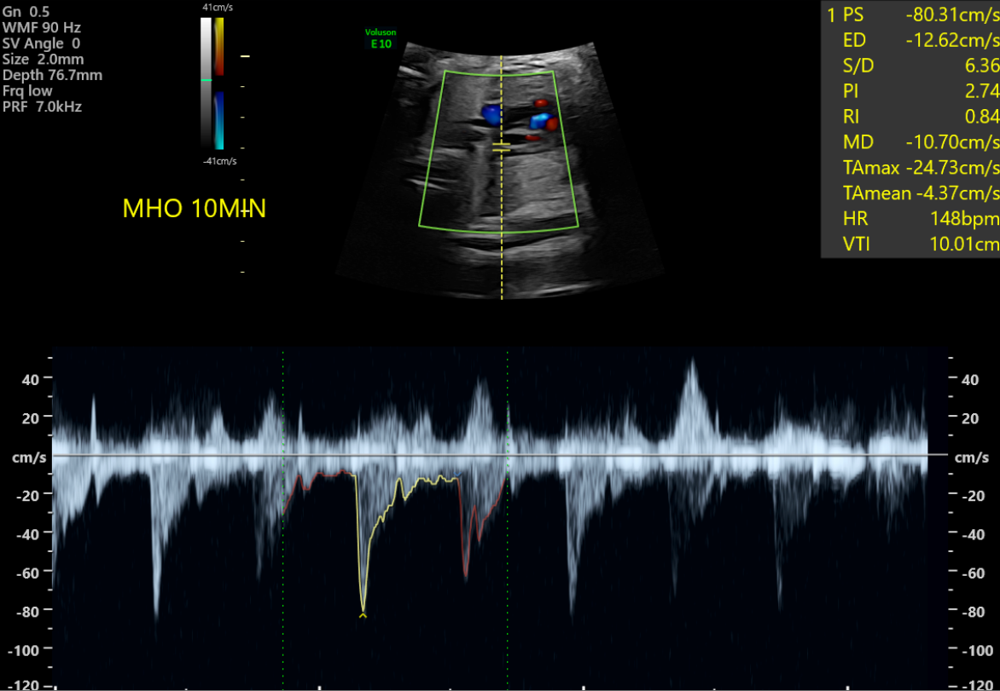 Gn 0.5
WMF 90 Hz
SV Angle 0
Size 2.0mm
Depth 76.7mm
Frq low
PRF 7.0kHz
41cm/s
-41cm/s
Voluson
E10
MHO 10MIN
1 PS -80.31cm/s
ED -12.62cm/s
S/D 6.36
PI 2.74
RI 0.84
MD -10.70cm/s
TAmax -24.73cm/s
TAmean -4.37cm/s
HR 148bpm
VTI 10.01cm
40
20
cm/s
-20
-40
-60
-80
-100
-120
40
20
cm/s
-20
-40
-60
-80
-100
-120